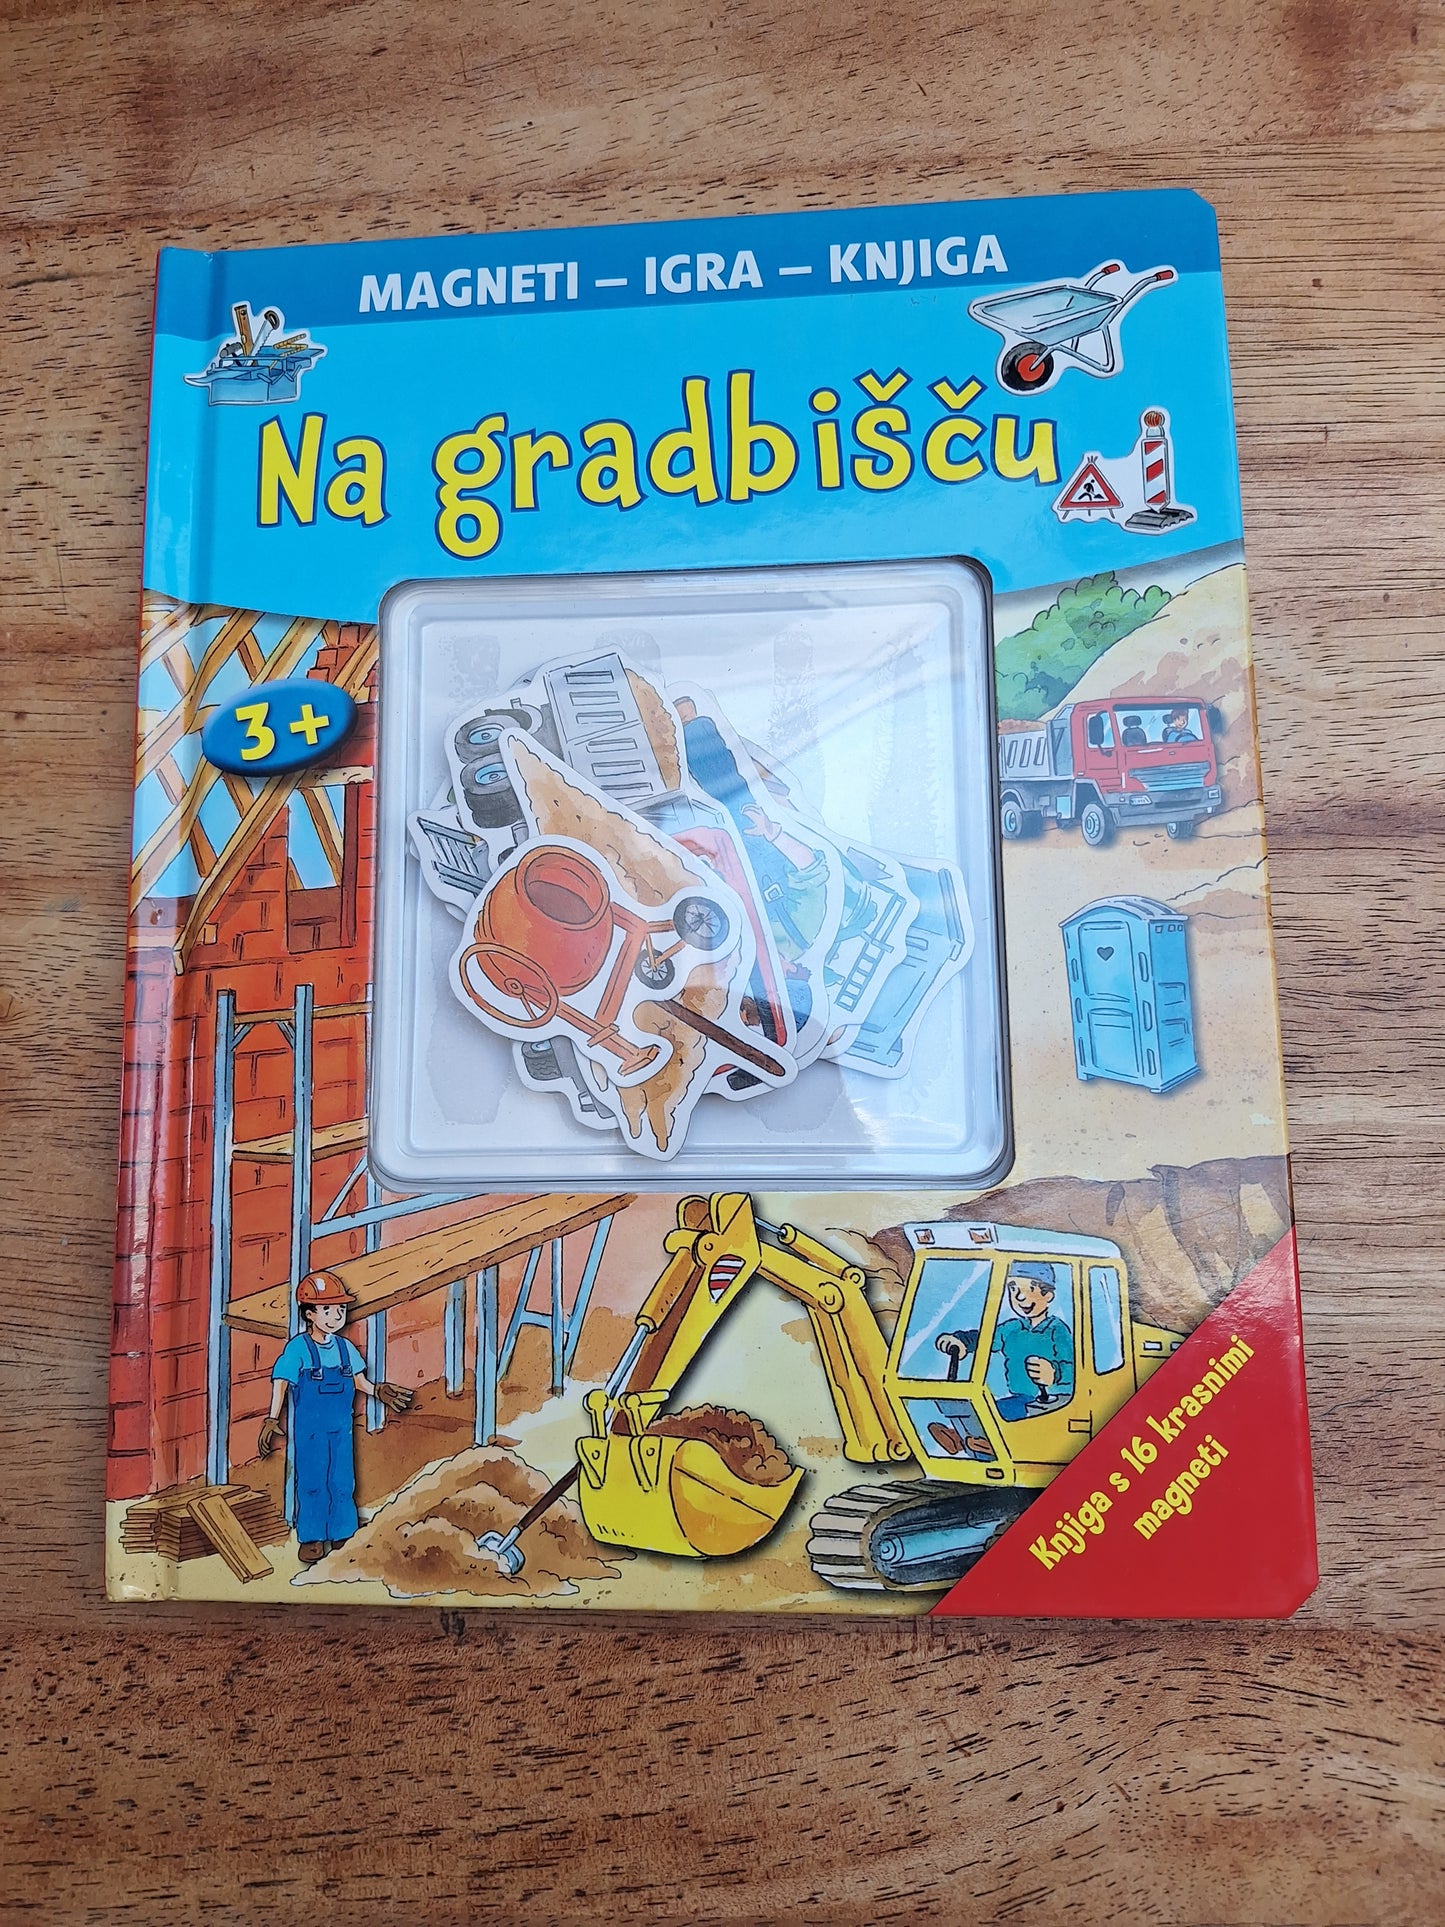 MAGNETI – IGRA – KNJIGA
Na gradbišču
3+
Knjiga s 16 krasnimi
magneti